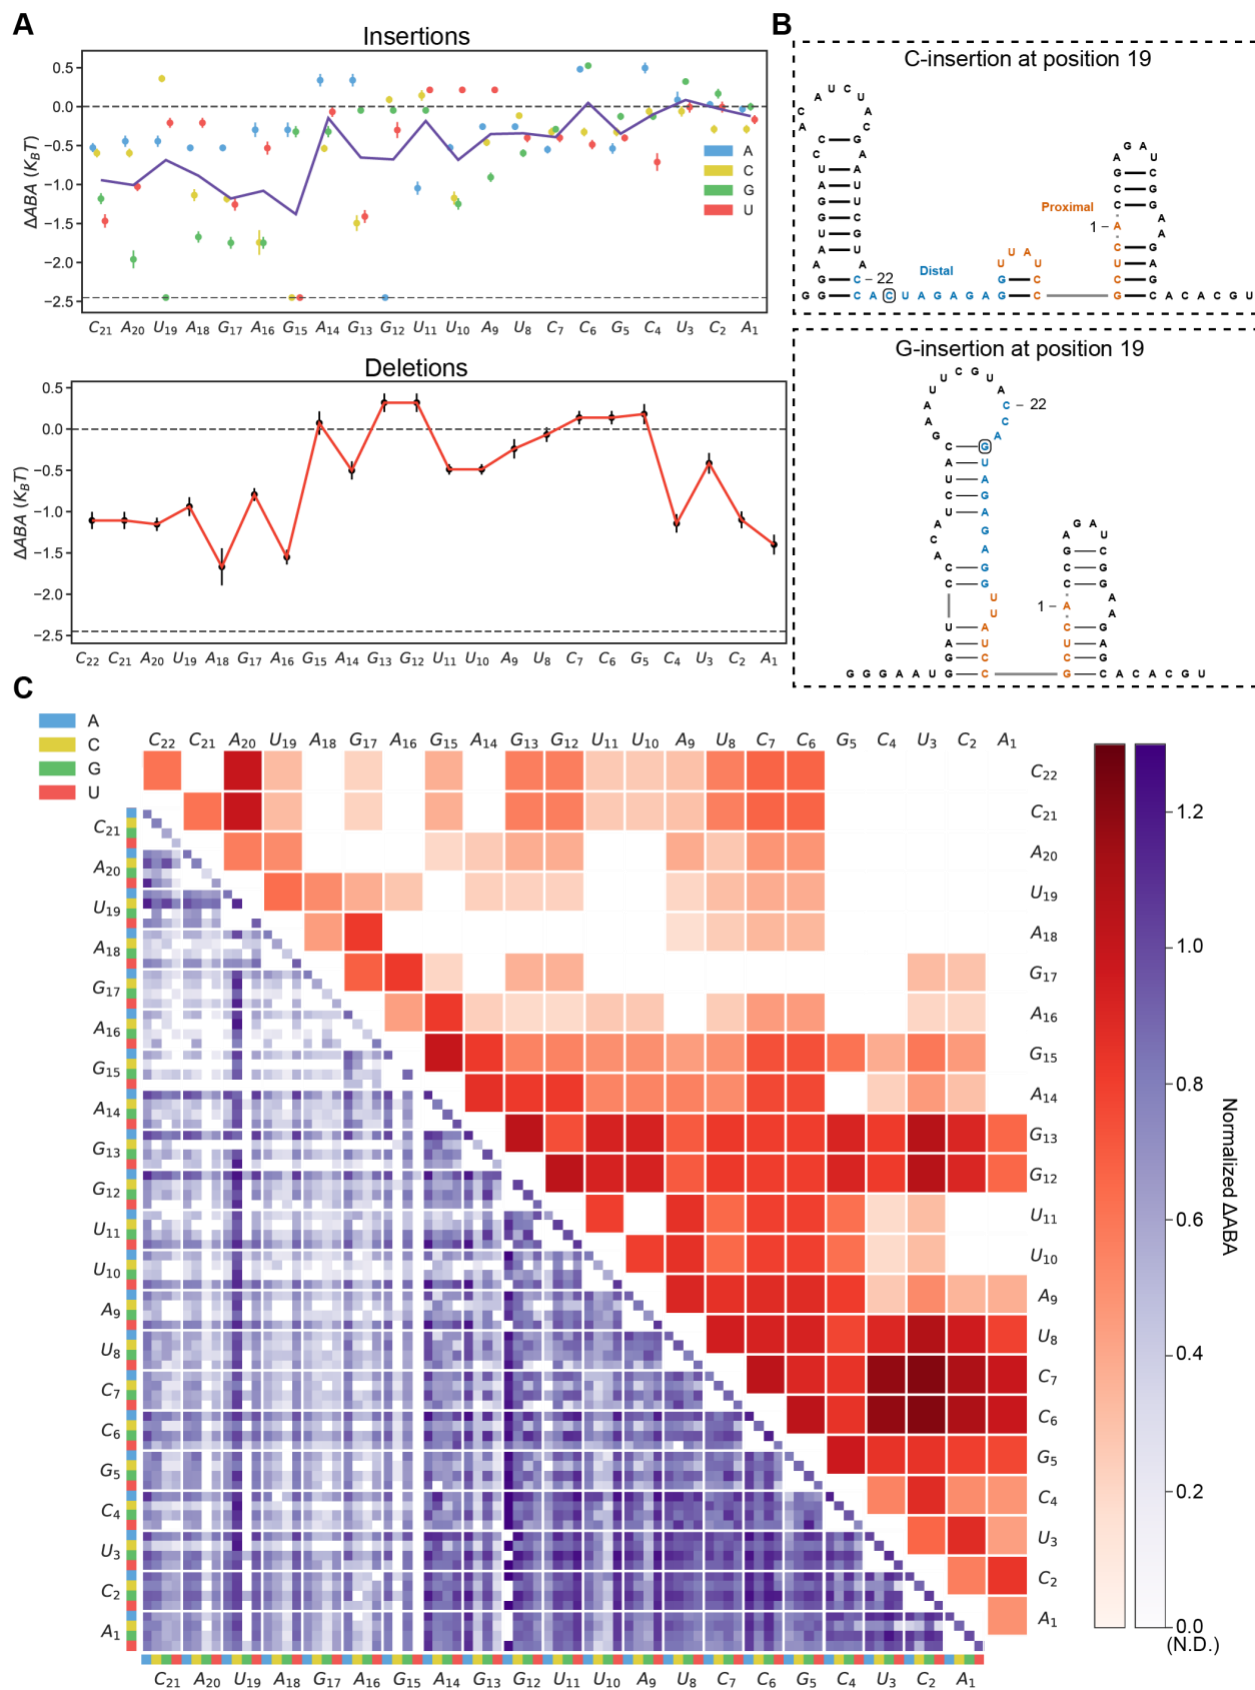 A
B
Insertions
0.5
0.0
−0.5
−1.0
−1.5
−2.0
−2.5
ΔABA (K_BT)
A
C
G
U
C21 A20 U19 A18 G17 A16 G15 A14 G13 G12 U11 U10 A9 U8 C7 C6 G5 C4 U3 C2 A1
Deletions
0.5
0.0
−0.5
−1.0
−1.5
−2.0
−2.5
ΔABA (K_BT)
C22 C21 A20 U19 A18 G17 A16 G15 A14 G13 G12 U11 U10 A9 U8 C7 C6 G5 C4 U3 C2 A1
C-insertion at position 19
Proximal
1
22
Distal
G G C A C U A G A G A G C G C A C A C G U
G-insertion at position 19
22
1
G G G A A U G C G C A C A C G U
C
A
C
G
U
C22 C21 A20 U19 A18 G17 A16 G15 A14 G13 G12 U11 U10 A9 U8 C7 C6 G5 C4 U3 C2 A1
C22
C21
A20
U19
A18
G17
A16
G15
A14
G13
G12
U11
U10
A9
U8
C7
C6
G5
C4
U3
C2
A1
C21
A20
U19
A18
G17
A16
G15
A14
G13
G12
U11
U10
A9
U8
C7
C6
G5
C4
U3
C2
A1
C21 A20 U19 A18 G17 A16 G15 A14 G13 G12 U11 U10 A9 U8 C7 C6 G5 C4 U3 C2 A1
1.2
1.0
0.8
0.6
0.4
0.2
0.0
(N.D.)
Normalized ΔABA